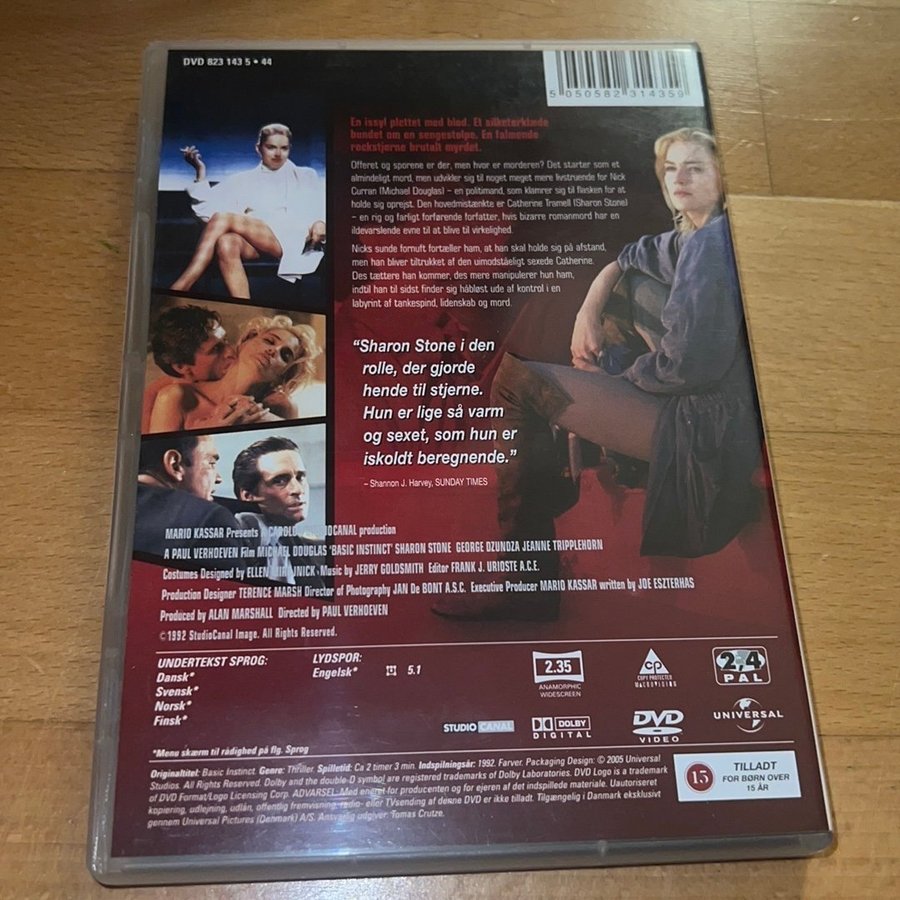 DVD 823 143 5 • 44
5 050582 314359
En issyl plettet med blod. Et silketørklæde
bundet om en sengestolpe. En falmende
rockstjerne brutalt myrdet.
Offeret og sporene er der, men hvor er morderen? Det starter som et
almindeligt mord, men udvikler sig til noget meget mere livstruende for Nick
Curran (Michael Douglas) – en politimand, som klamrer sig til flasken for at
holde sig oprejst. Den hovedmistænkte er Catherine Tramell (Sharon Stone)
– en rig og farligt forførende forfatter, hvis bizarre romanmord har en
ildevarslende evne til at blive til virkelighed.
Nicks sunde fornuft fortæller ham, at han skal holde sig på afstand,
men han bliver tiltrukket af den uimodståeligt sexede Catherine.
Des tættere han kommer, des mere manipulerer hun ham,
indtil han til sidst finder sig håbløst ude af kontrol i en
labyrint af tankespind, lidenskab og mord.
“Sharon Stone i den
rolle, der gjorde
hende til stjerne.
Hun er lige så varm
og sexet, som hun er
iskoldt beregnende.”
– Shannon J. Harvey, SUNDAY TIMES
MARIO KASSAR Presents A CAROLCO production
A PAUL VERHOEVEN Film MICHAEL DOUGLAS 'BASIC INSTINCT' SHARON STONE GEORGE DZUNDZA JEANNE TRIPPLEHORN
Costumes Designed by ELLEN MIROJNICK Music by JERRY GOLDSMITH Editor FRANK J. URIOSTE A.C.E.
Production Designer TERENCE MARSH Director of Photography JAN De BONT A.S.C. Executive Producer MARIO KASSAR written by JOE ESZTERHAS
Produced by ALAN MARSHALL Directed by PAUL VERHOEVEN
©1992 StudioCanal Image. All Rights Reserved.
UNDERTEKST SPROG:
Dansk*
Svensk*
Norsk*
Finsk*
LYDSPOR:
Engelsk* 5.1
2.35
ANAMORPHIC
WIDESCREEN
CP
COPY PROTECTED
MACROVISION
2,4
PAL
STUDIO CANAL
DOLBY
DIGITAL
DVD
VIDEO
UNIVERSAL
*Menu skærm til rådighed på flg. Sprog
Originaltitel: Basic Instinct. Genre: Thriller. Spilletid: Ca 2 timer 3 min. Indspilningsår: 1992. Farver. Packaging Design: © 2005 Universal
Studios. All Rights Reserved. Dolby and the double-D symbol are registered trademarks of Dolby Laboratories. DVD Logo is a trademark
of DVD Format/Logo Licensing Corp. ADVARSEL: Med eneret for producenten og for ejeren af det indspillede materiale. Uautoriseret
kopiering, udlejning, udlån, offentlig fremvisning, radio- eller TVsending af denne DVD er ikke tilladt. Tilgængelig i Danmark eksklusivt
gennem Universal Pictures (Denmark) A/S. Ansvarlig udgiver: Tomas Crutze.
15
TILLADT
FOR BØRN OVER
15 ÅR